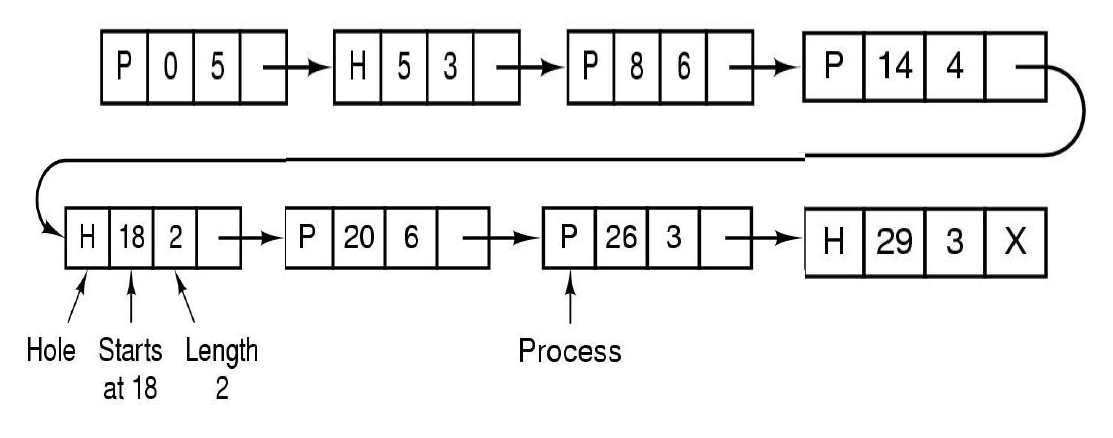 P 0 5 H 5 3 P 8 6 P 14 4
H 18 2 P 20 6 P 26 3 H 29 3 X
Hole Starts Length Process
at 18 2